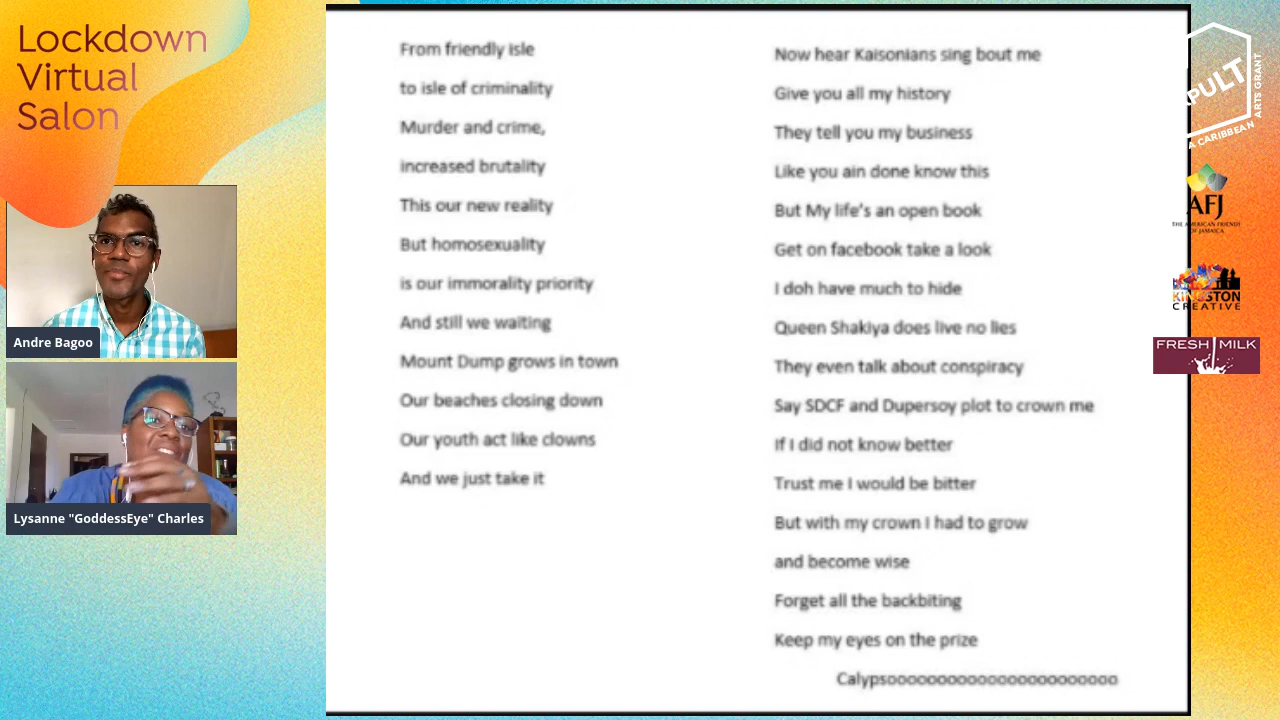 Lockdown
Virtual
Salon
Andre Bagoo
Lysanne "GoddessEye" Charles
From friendly isle
to isle of criminality
Murder and crime,
increased brutality
This our new reality
But homosexuality
is our immorality priority
And still we waiting
Mount Dump grows in town
Our beaches closing down
Our youth act like clowns
And we just take it
Now hear Kaisonians sing bout me
Give you all my history
They tell you my business
Like you ain done know this
But My life's an open book
Get on facebook take a look
I doh have much to hide
Queen Shakiya does live no lies
They even talk about conspiracy
Say SDCF and Dupersoy plot to crown me
If I did not know better
Trust me I would be bitter
But with my crown I had to grow
and become wise
Forget all the backbiting
Keep my eyes on the prize
Calypsooooooooooooooooooooooo
PULT
A CARIBBEAN
ARTS GRANT
AFJ
THE AMERICAN FRIENDS
OF JAMAICA
KINGSTON
CREATIVE
FRESH MILK